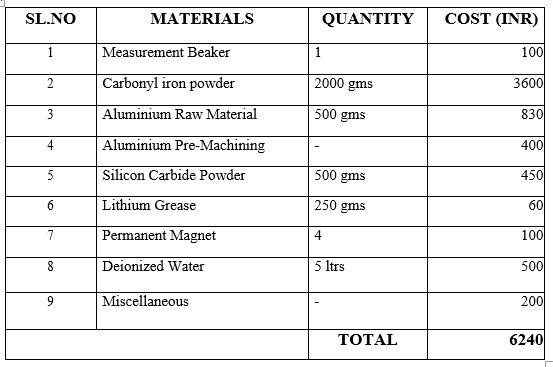 SL.NO MATERIALS QUANTITY COST (INR)
1 Measurement Beaker 1 100
2 Carbonyl iron powder 2000 gms 3600
3 Aluminium Raw Material 500 gms 830
4 Aluminium Pre-Machining - 400
5 Silicon Carbide Powder 500 gms 450
6 Lithium Grease 250 gms 60
7 Permanent Magnet 4 100
8 Deionized Water 5 ltrs 500
9 Miscellaneous - 200
TOTAL 6240